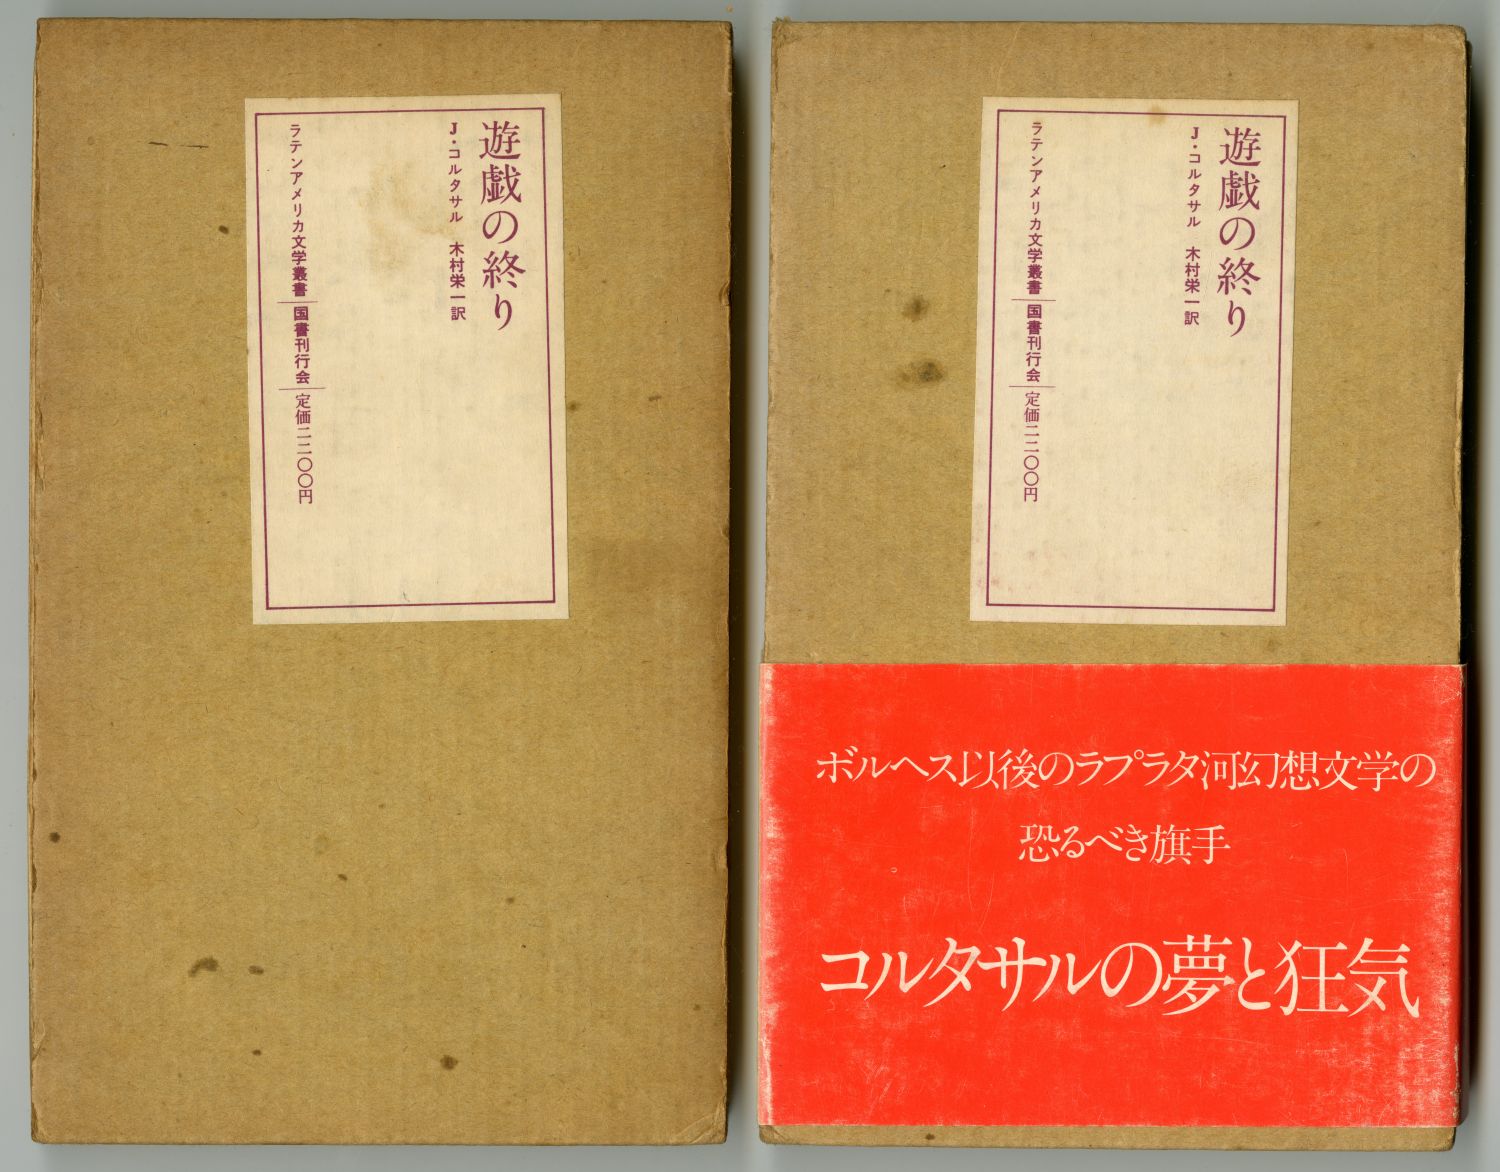 遊戯の終り
J・コルタサル 木村栄一訳
ラテンアメリカ文学叢書 国書刊行会 定価二二〇〇円
遊戯の終り
J・コルタサル 木村栄一訳
ラテンアメリカ文学叢書 国書刊行会 定価二二〇〇円
ボルヘス以後のラプラタ河幻想文学の
恐るべき旗手
コルタサルの夢と狂気